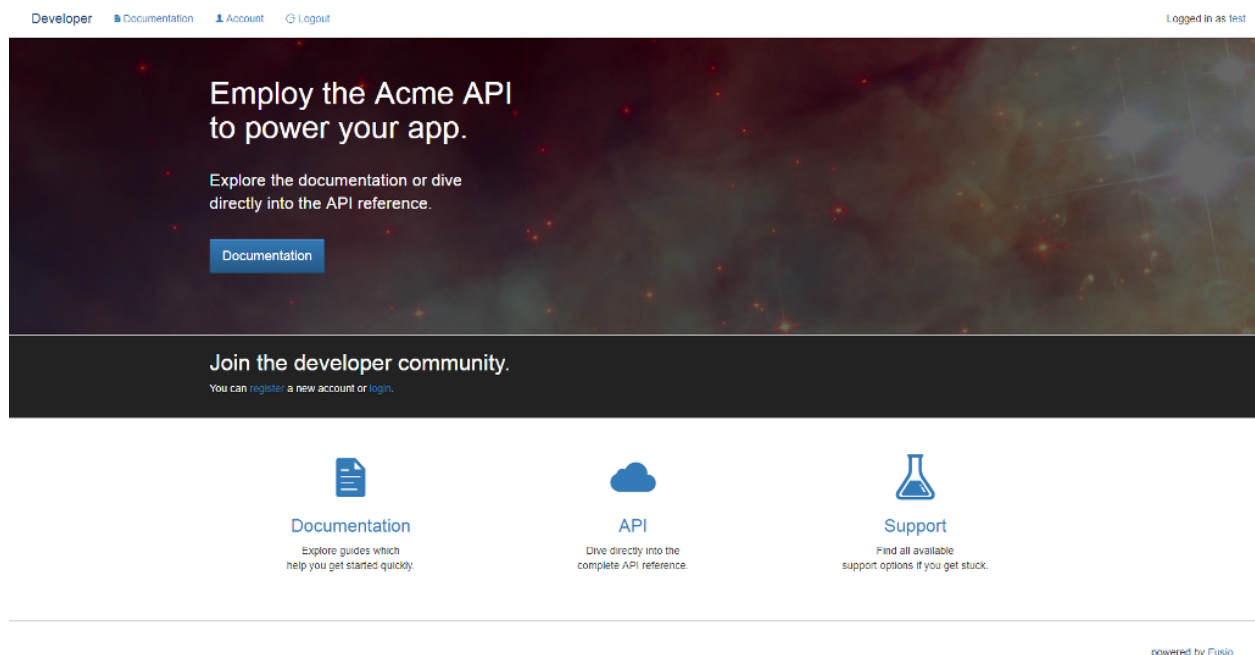 Developer Documentation Account Logout Logged in as test
Employ the Acme API
to power your app.
Explore the documentation or dive
directly into the API reference.
Documentation
Join the developer community.
You can register a new account or login.
Documentation
Explore guides which
help you get started quickly.
API
Dive directly into the
complete API reference.
Support
Find all available
support options if you get stuck.
powered by Fusio